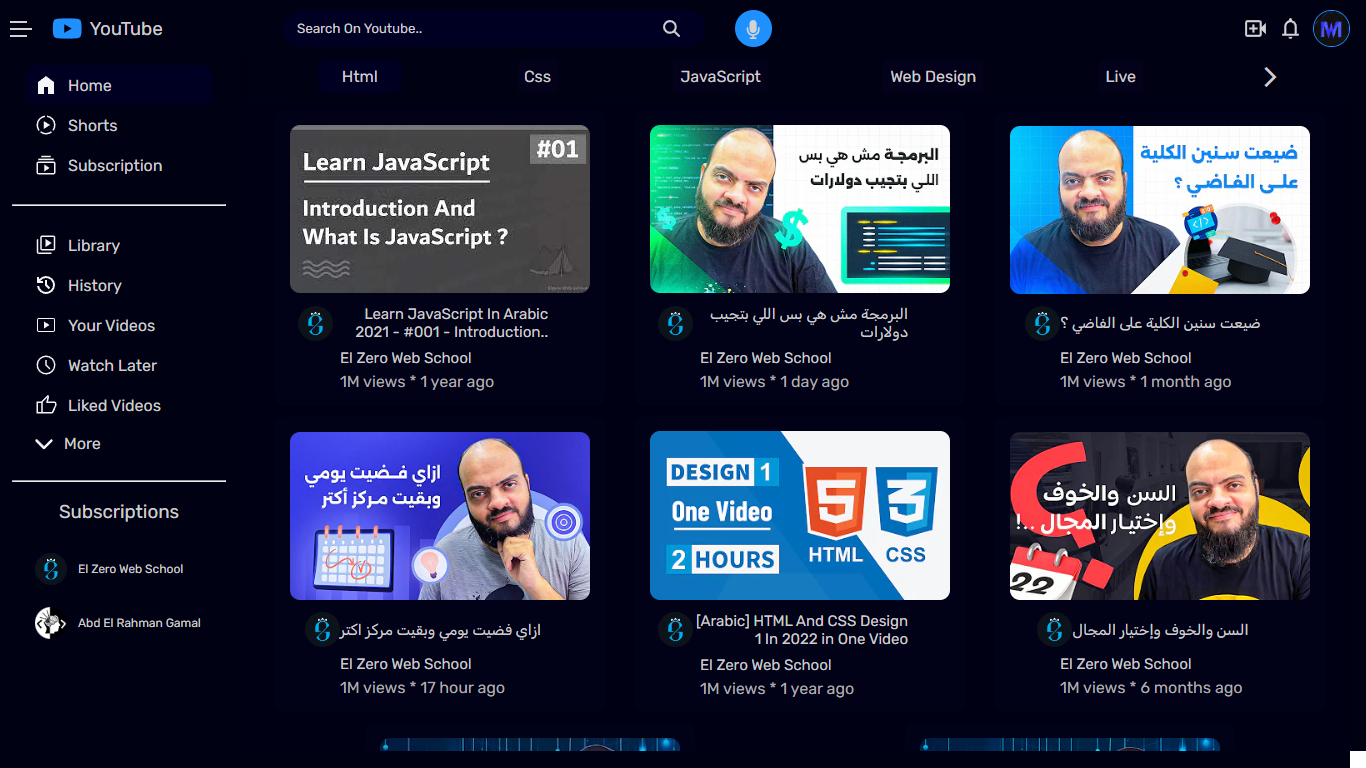 YouTube
Search On Youtube..
Home
Shorts
Subscription
Library
History
Your Videos
Watch Later
Liked Videos
More
Subscriptions
El Zero Web School
Abd El Rahman Gamal
Html
Css
JavaScript
Web Design
Live
#01
Learn JavaScript
Introduction And
What Is JavaScript ?
Learn JavaScript In Arabic
2021 - #001 - Introduction..
El Zero Web School
1M views * 1 year ago
البرمجة مش هي بس
اللي بتجيب دولارات
البرمجة مش هي بس اللي بتجيب
دولارات
El Zero Web School
1M views * 1 day ago
ضيعت سنين الكلية
على الفاضي ؟
ضيعت سنين الكلية على الفاضي ؟
El Zero Web School
1M views * 1 month ago
ازاي فضيت يومي
وبقيت مركز أكتر
ازاي فضيت يومي وبقيت مركز اكتر
El Zero Web School
1M views * 17 hour ago
DESIGN 1
One Video
2 HOURS
HTML
CSS
[Arabic] HTML And CSS Design
1 In 2022 in One Video
El Zero Web School
1M views * 1 year ago
السن والخوف
وإختيار المجال ..!
22
السن والخوف وإختيار المجال
El Zero Web School
1M views * 6 months ago